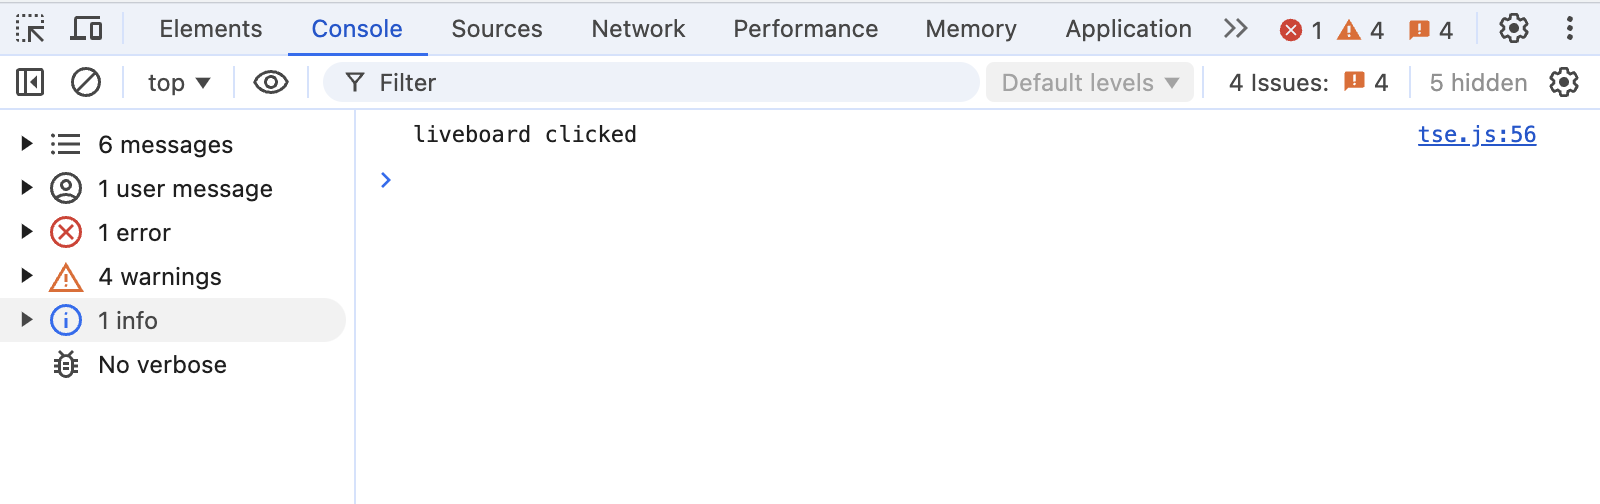 Elements Console Sources Network Performance Memory Application 1 4 4
top Filter Default levels 4 Issues: 4 5 hidden
6 messages
1 user message
1 error
4 warnings
1 info
No verbose
liveboard clicked tse.js:56